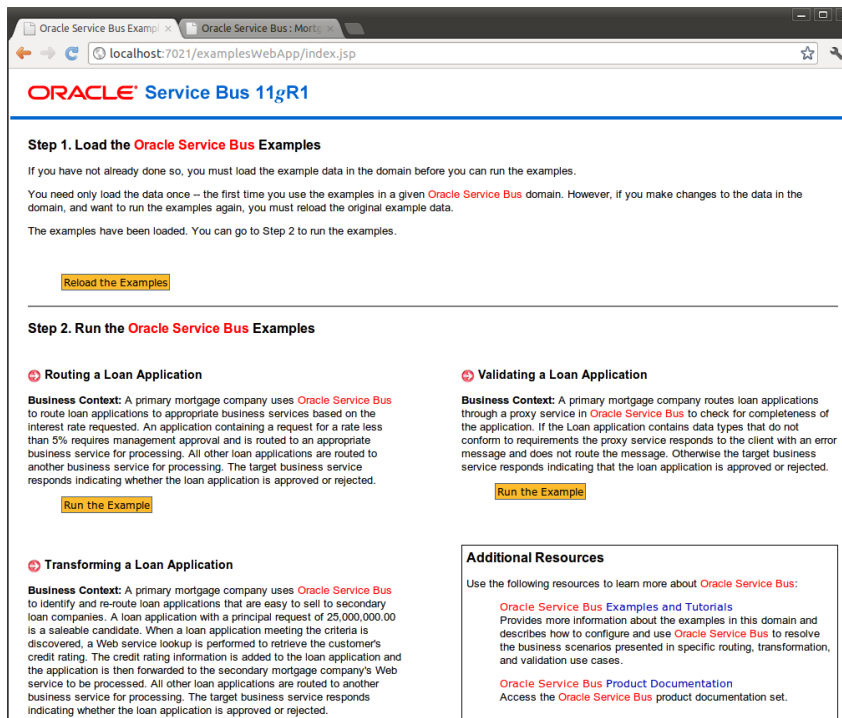 Oracle Service Bus Exampl
Oracle Service Bus : Mortg
localhost:7021/examplesWebApp/index.jsp
ORACLE Service Bus 11gR1
Step 1. Load the Oracle Service Bus Examples
If you have not already done so, you must load the example data in the domain before you can run the examples.
You need only load the data once -- the first time you use the examples in a given Oracle Service Bus domain. However, if you make changes to the data in the
domain, and want to run the examples again, you must reload the original example data.
The examples have been loaded. You can go to Step 2 to run the examples.
Reload the Examples
Step 2. Run the Oracle Service Bus Examples
Routing a Loan Application
Business Context: A primary mortgage company uses Oracle Service Bus
to route loan applications to appropriate business services based on the
interest rate requested. An application containing a request for a rate less
than 5% requires management approval and is routed to an appropriate
business service for processing. All other loan applications are routed to
another business service for processing. The target business service
responds indicating whether the loan application is approved or rejected.
Run the Example
Validating a Loan Application
Business Context: A primary mortgage company routes loan applications
through a proxy service in Oracle Service Bus to check for completeness of
the application. If the Loan application contains data types that do not
conform to requirements the proxy service responds to the client with an error
message and does not route the message. Otherwise the target business
service responds indicating that the loan application is approved or rejected.
Run the Example
Transforming a Loan Application
Business Context: A primary mortgage company uses Oracle Service Bus
to identify and re-route loan applications that are easy to sell to secondary
loan companies. A loan application with a principal request of 25,000,000.00
is a saleable candidate. When a loan application meeting the criteria is
discovered, a Web service lookup is performed to retrieve the customer's
credit rating. The credit rating information is added to the loan application and
the application is then forwarded to the secondary mortgage company's Web
service to be processed. All other loan applications are routed to another
business service for processing. The target business service responds
indicating whether the loan application is approved or rejected.
Additional Resources
Use the following resources to learn more about Oracle Service Bus:
Oracle Service Bus Examples and Tutorials
Provides more information about the examples in this domain and
describes how to configure and use Oracle Service Bus to resolve
the business scenarios presented in specific routing, transformation,
and validation use cases.
Oracle Service Bus Product Documentation
Access the Oracle Service Bus product documentation set.